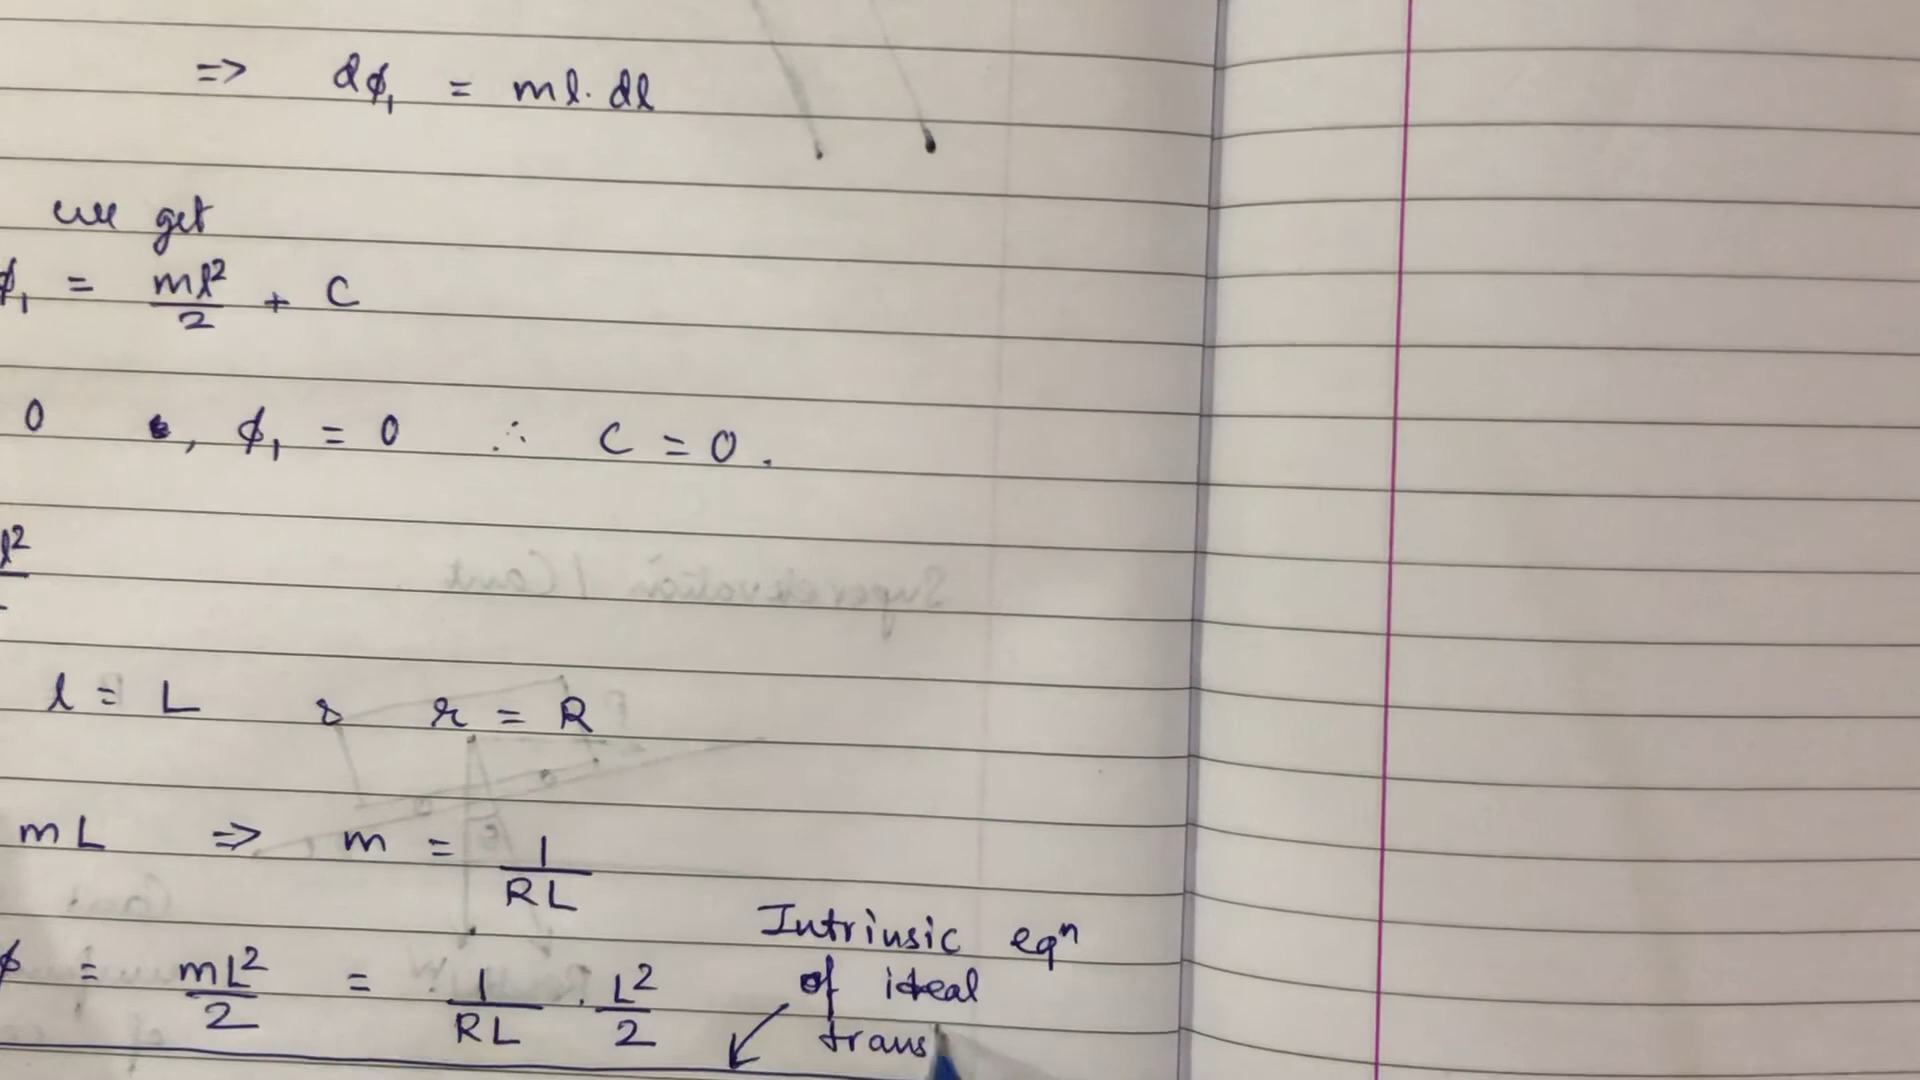 => dϕ₁ = ml. dl
we get
ϕ₁ = ml²/2 + C
0 , ϕ₁ = 0 ∴ C = 0.
l²
l = L & r = R
mL => m = 1/RL
Intrinsic eqⁿ
of ideal
trans
ϕ = mL²/2 = 1/RL . L²/2